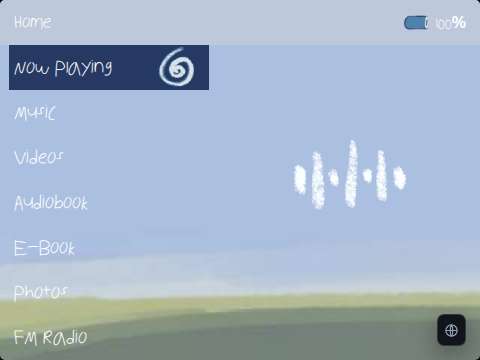 Home
100%
Now Playing
Music
Videos
Audiobook
E-Book
Photos
FM Radio